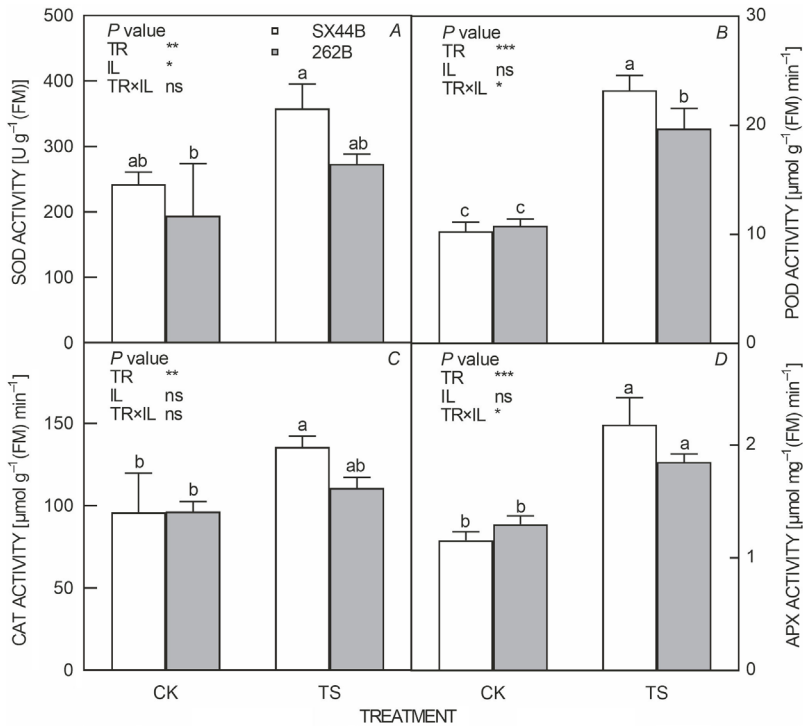 SOD ACTIVITY [U g⁻¹ (FM)]
500
400
300
200
100
0
P value
TR **
IL *
TR×IL ns
SX44B
262B
A
ab
b
a
ab
P value
TR ***
IL ns
TR×IL *
B
c
c
a
b
30
20
10
0
POD ACTIVITY [µmol g⁻¹ (FM) min⁻¹]
CAT ACTIVITY [µmol g⁻¹ (FM) min⁻¹]
150
100
50
0
P value
TR **
IL ns
TR×IL ns
C
b
b
a
ab
P value
TR ***
IL ns
TR×IL *
D
b
b
a
a
2
1
0
APX ACTIVITY [µmol mg⁻¹ (FM) min⁻¹]
CK TS CK TS
TREATMENT